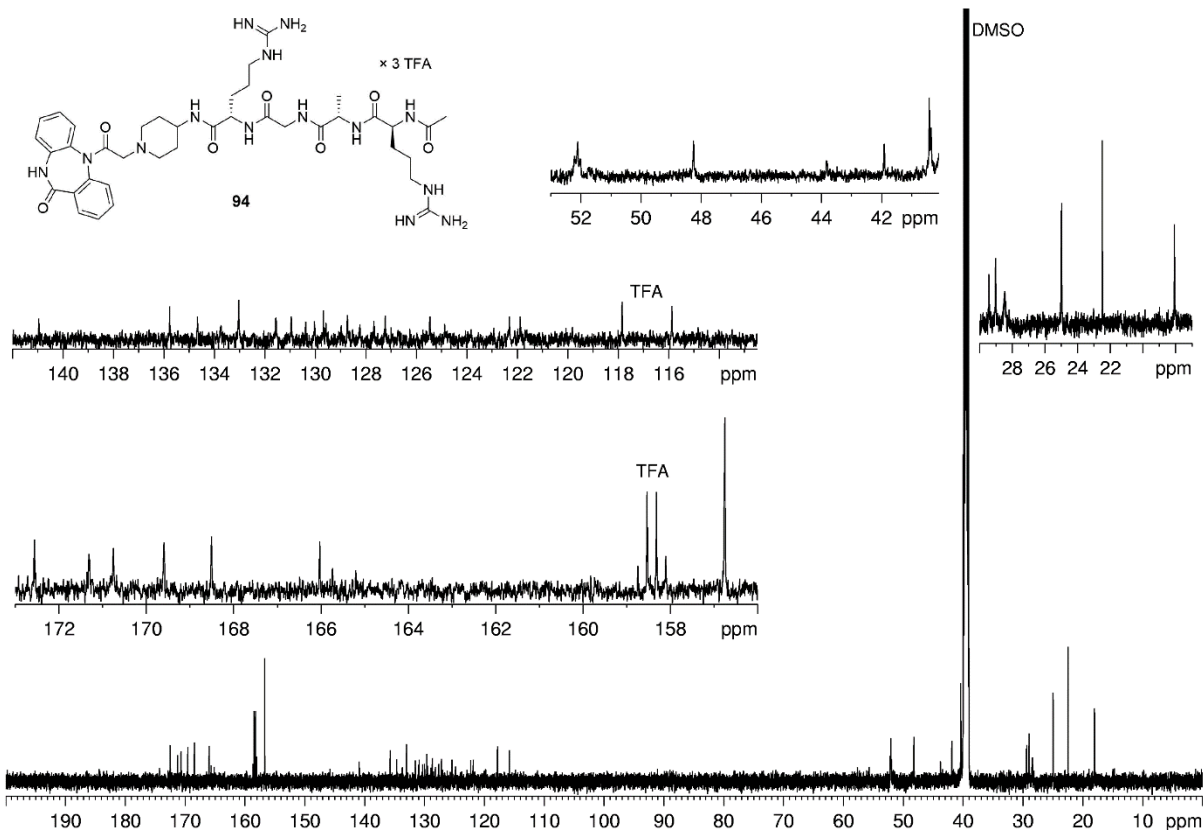 HN NH₂
NH
× 3 TFA
O
H
N
O
N
H
O
H
N
O
N
H
O
H
N
O
O
N
N
HN
O
NH
HN NH₂
94
DMSO
52 50 48 46 44 42 ppm
28 26 24 22 ppm
TFA
140 138 136 134 132 130 128 126 124 122 120 118 116 ppm
TFA
172 170 168 166 164 162 160 158 ppm
190 180 170 160 150 140 130 120 110 100 90 80 70 60 50 40 30 20 10 ppm